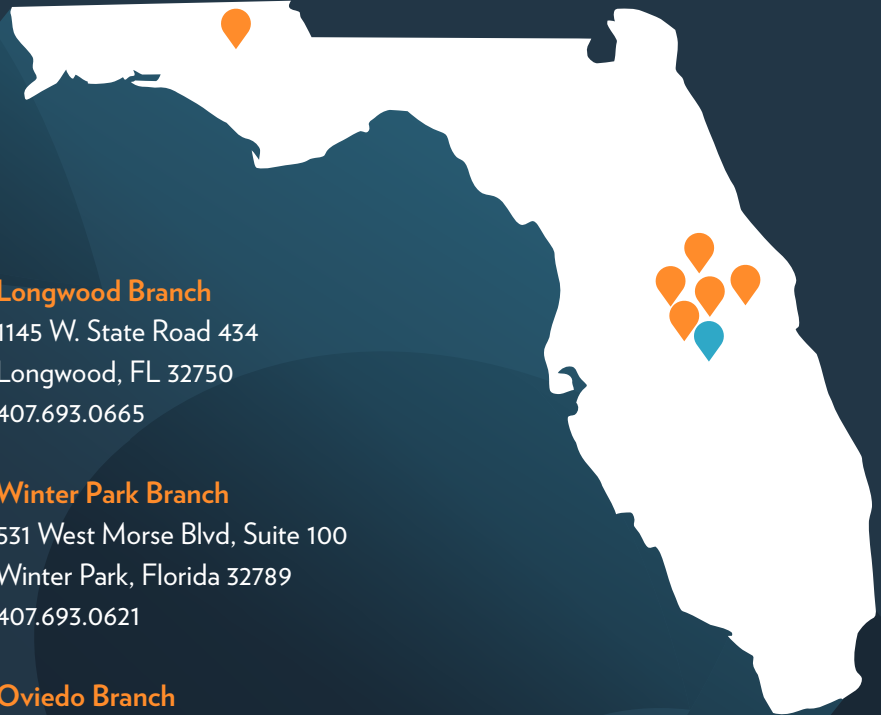 Longwood Branch
1145 W. State Road 434
Longwood, FL 32750
407.693.0665
Winter Park Branch
531 West Morse Blvd, Suite 100
Winter Park, Florida 32789
407.693.0621
Oviedo Branch